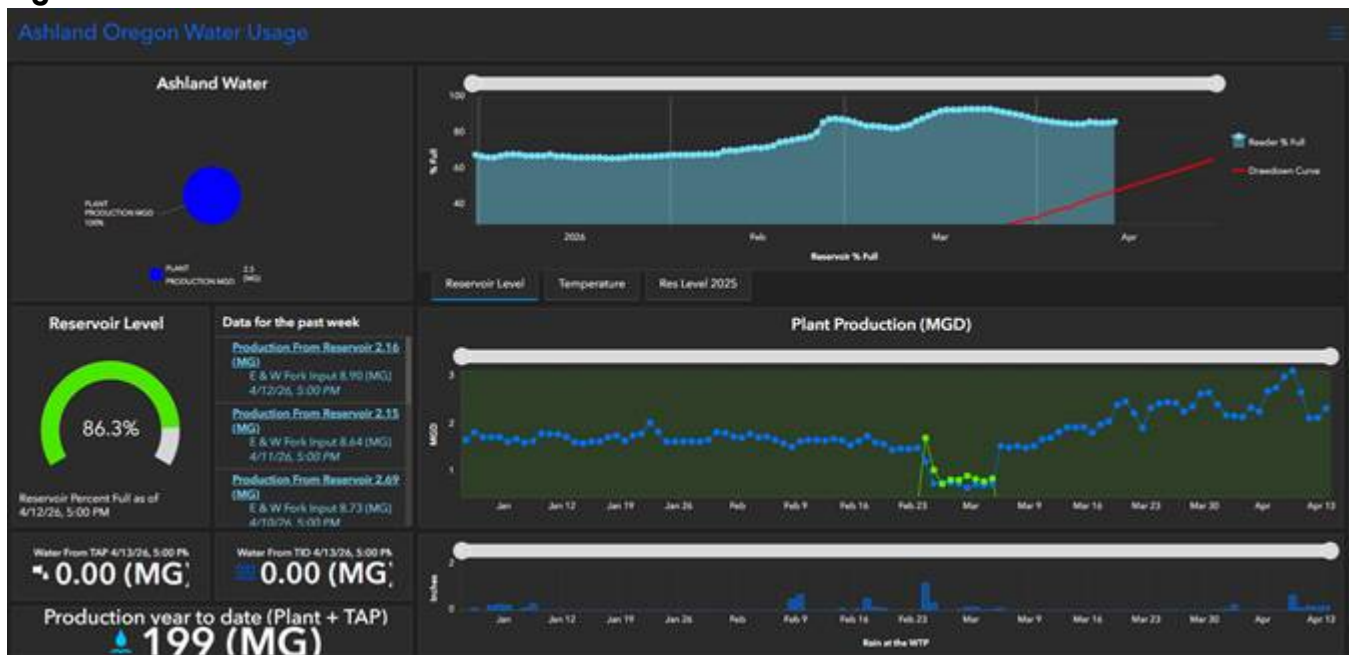 Ashland Oregon Water Usage
Ashland Water
PLANT
PRODUCTION MGD
100%
PLANT
PRODUCTION MGD
2.5
(MG)
100
80
60
40
% Full
2026
Feb
Mar
Apr
Reservoir % Full
Reeder % Full
Drawdown Curve
Reservoir Level
Temperature
Res Level 2025
Reservoir Level
86.3%
Reservoir Percent Full as of
4/12/26, 5:00 PM
Data for the past week
Production From Reservoir 2.16
(MG)
E & W Fork Input 8.90 (MG)
4/12/26, 5:00 PM
Production From Reservoir 2.15
(MG)
E & W Fork Input 8.64 (MG)
4/11/26, 5:00 PM
Production From Reservoir 2.69
(MG)
E & W Fork Input 8.73 (MG)
4/10/26, 5:00 PM
Plant Production (MGD)
3
2
1
MGD
Jan
Jan 12
Jan 19
Jan 26
Feb
Feb 9
Feb 16
Feb 23
Mar
Mar 9
Mar 16
Mar 23
Mar 30
Apr
Apr 13
Water From TAP 4/13/26, 5:00 PM
0.00 (MG)
Water From TID 4/13/26, 5:00 PM
0.00 (MG)
Production year to date (Plant + TAP)
199 (MG)
2
0
Inches
Jan
Jan 12
Jan 19
Jan 26
Feb
Feb 9
Feb 16
Feb 23
Mar
Mar 9
Mar 16
Mar 23
Mar 30
Apr
Apr 13
Rain at the WTP